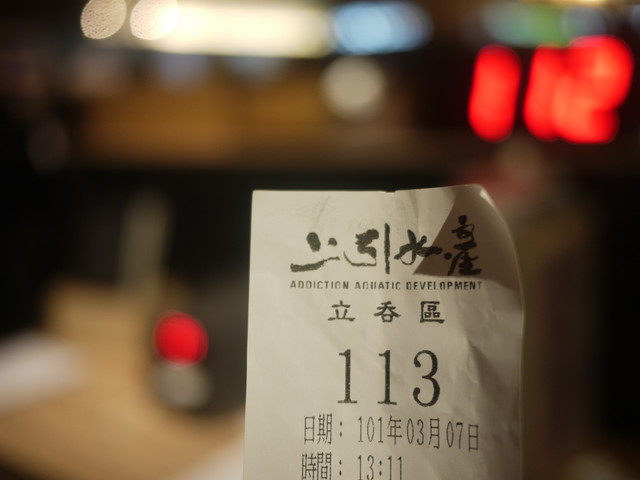 上引水產
ADDICTION AQUATIC DEVELOPMENT
立吞區
113
日期: 101年03月07日
時間: 13:11